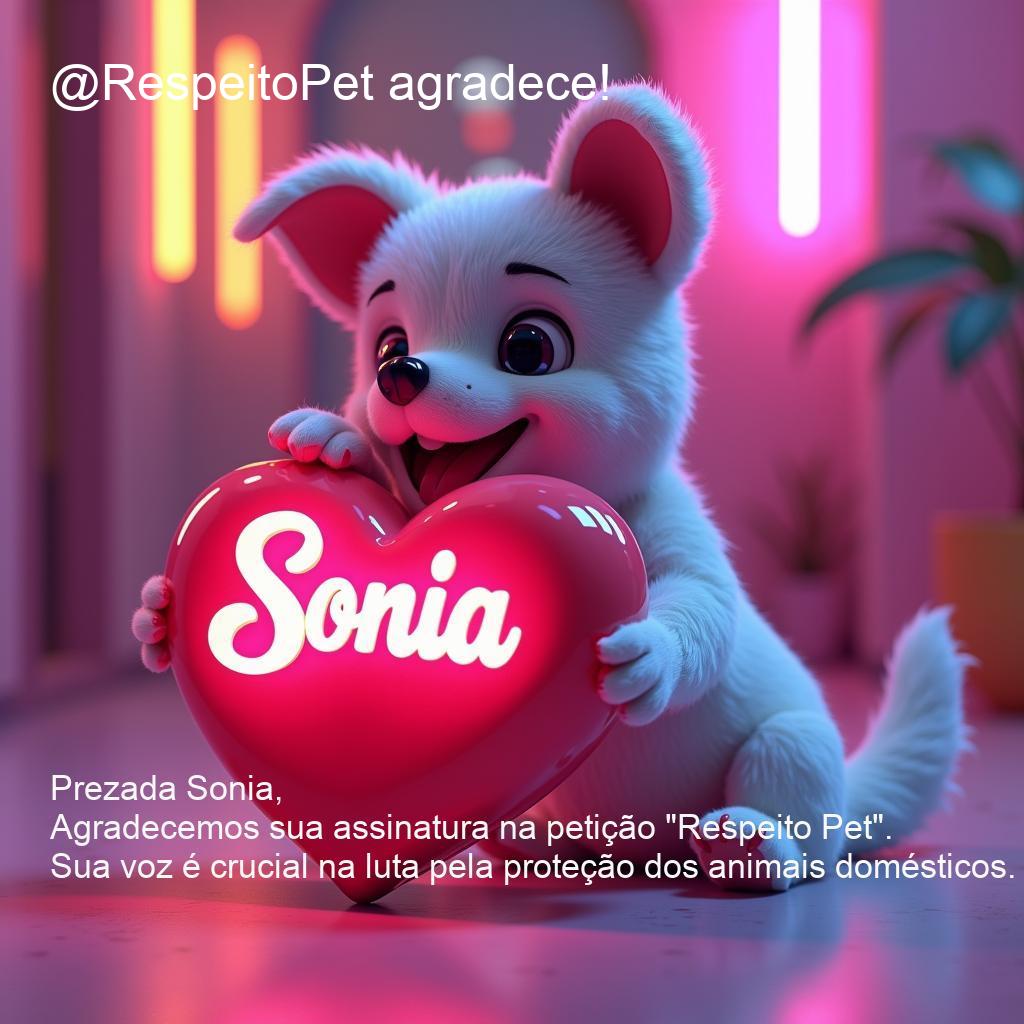 @RespeitoPet agradece!
Sonia
Prezada Sonia,
Agradecemos sua assinatura na petição "Respeito Pet".
Sua voz é crucial na luta pela proteção dos animais domésticos.